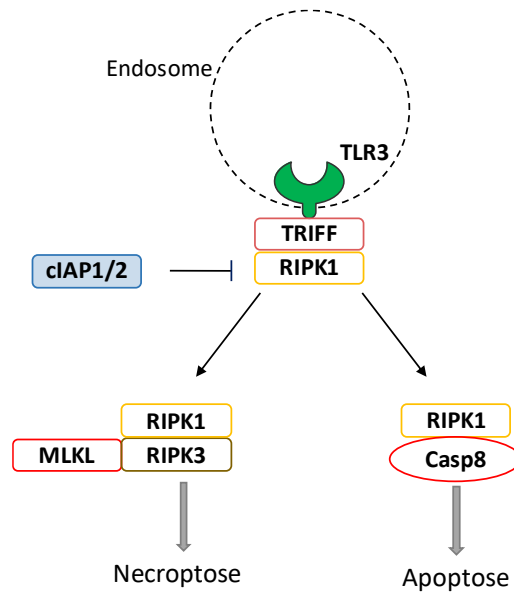 Endosome
TLR3
TRIFF
cIAP1/2
RIPK1
RIPK1
RIPK1
MLKL
RIPK3
Casp8
Necroptose
Apoptose